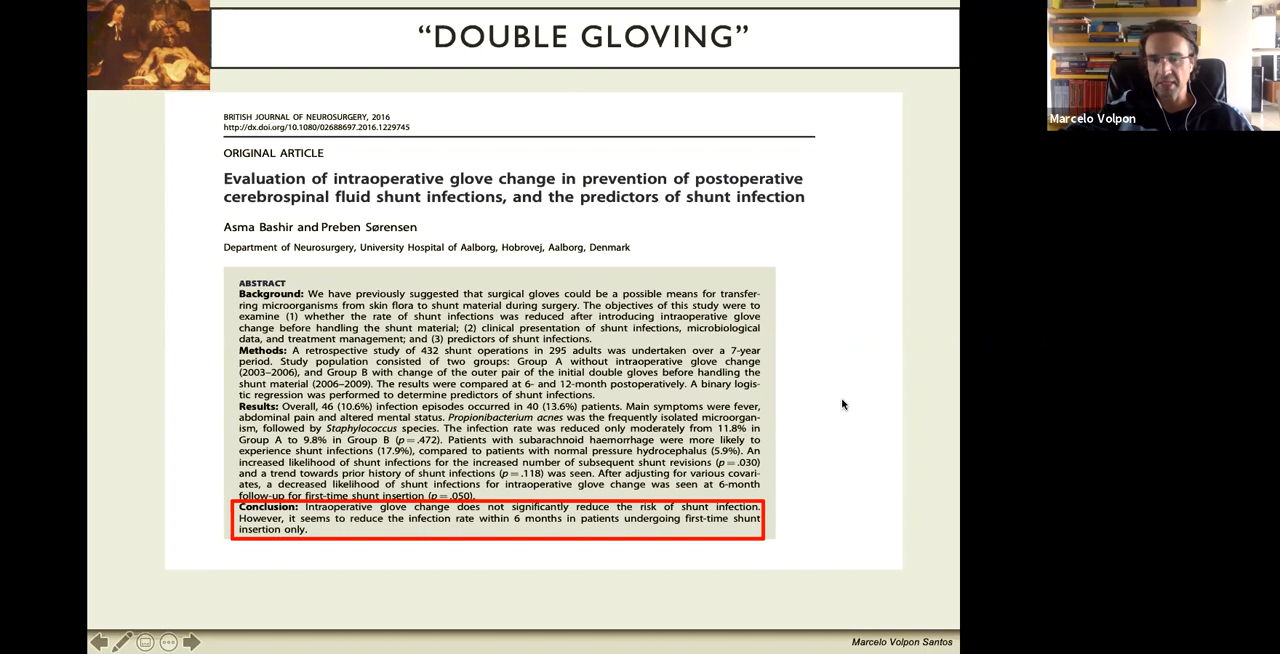 “DOUBLE GLOVING”
BRITISH JOURNAL OF NEUROSURGERY, 2016
http://dx.doi.org/10.1080/02688697.2016.1229745
ORIGINAL ARTICLE
Evaluation of intraoperative glove change in prevention of postoperative
cerebrospinal fluid shunt infections, and the predictors of shunt infection
Asma Bashir and Preben Sørensen
Department of Neurosurgery, University Hospital of Aalborg, Hobrovej, Aalborg, Denmark
ABSTRACT
Background: We have previously suggested that surgical gloves could be a possible means for transfer-
ring microorganisms from skin flora to shunt material during surgery. The objectives of this study were to
examine (1) whether the rate of shunt infections was reduced after introducing intraoperative glove
change before handling the shunt material; (2) clinical presentation of shunt infections, microbiological
data, and treatment management; and (3) predictors of shunt infections.
Methods: A retrospective study of 432 shunt operations in 295 adults was undertaken over a 7-year
period. Study population consisted of two groups: Group A without intraoperative glove change
(2003–2006), and Group B with change of the outer pair of the initial double gloves before handling the
shunt material (2006–2009). The results were compared at 6- and 12-month postoperatively. A binary logis-
tic regression was performed to determine predictors of shunt infections.
Results: Overall, 46 (10.6%) infection episodes occurred in 40 (13.6%) patients. Main symptoms were fever,
abdominal pain and altered mental status. Propionibacterium acnes was the frequently isolated microorgan-
ism, followed by Staphylococcus species. The infection rate was reduced only moderately from 11.8% in
Group A to 9.8% in Group B (p = .472). Patients with subarachnoid haemorrhage were more likely to
experience shunt infections (17.9%), compared to patients with normal pressure hydrocephalus (5.9%). An
increased likelihood of shunt infections for the increased number of subsequent shunt revisions (p = .030)
and a trend towards prior history of shunt infections (p = .118) was seen. After adjusting for various covari-
ates, a decreased likelihood of shunt infections for intraoperative glove change was seen at 6-month
follow-up for first-time shunt insertion (p = .050).
Conclusion: Intraoperative glove change does not significantly reduce the risk of shunt infection.
However, it seems to reduce the infection rate within 6 months in patients undergoing first-time shunt
insertion only.
Marcelo Volpon Santos
Marcelo Volpon